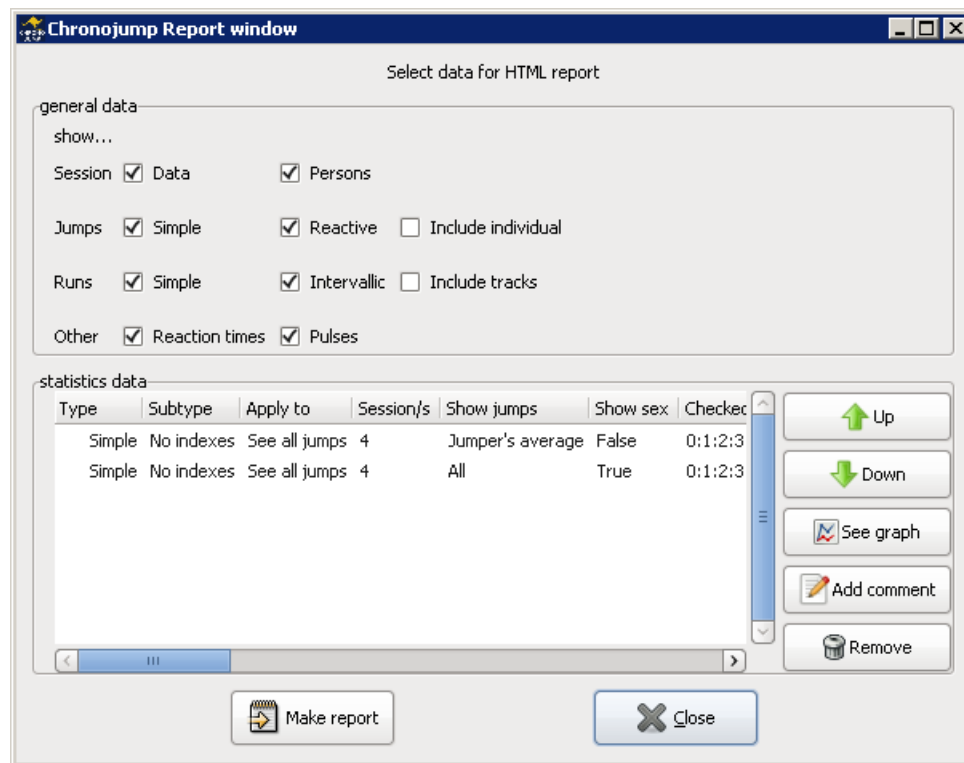 Chronojump Report window
Select data for HTML report
general data
show...
Session Data Persons
Jumps Simple Reactive Include individual
Runs Simple Intervallic Include tracks
Other Reaction times Pulses
statistics data
Type Subtype Apply to Session/s Show jumps Show sex Checked
Simple No indexes See all jumps 4 Jumper's average False 0:1:2:3
Simple No indexes See all jumps 4 All True 0:1:2:3
Up
Down
See graph
Add comment
Remove
Make report Close